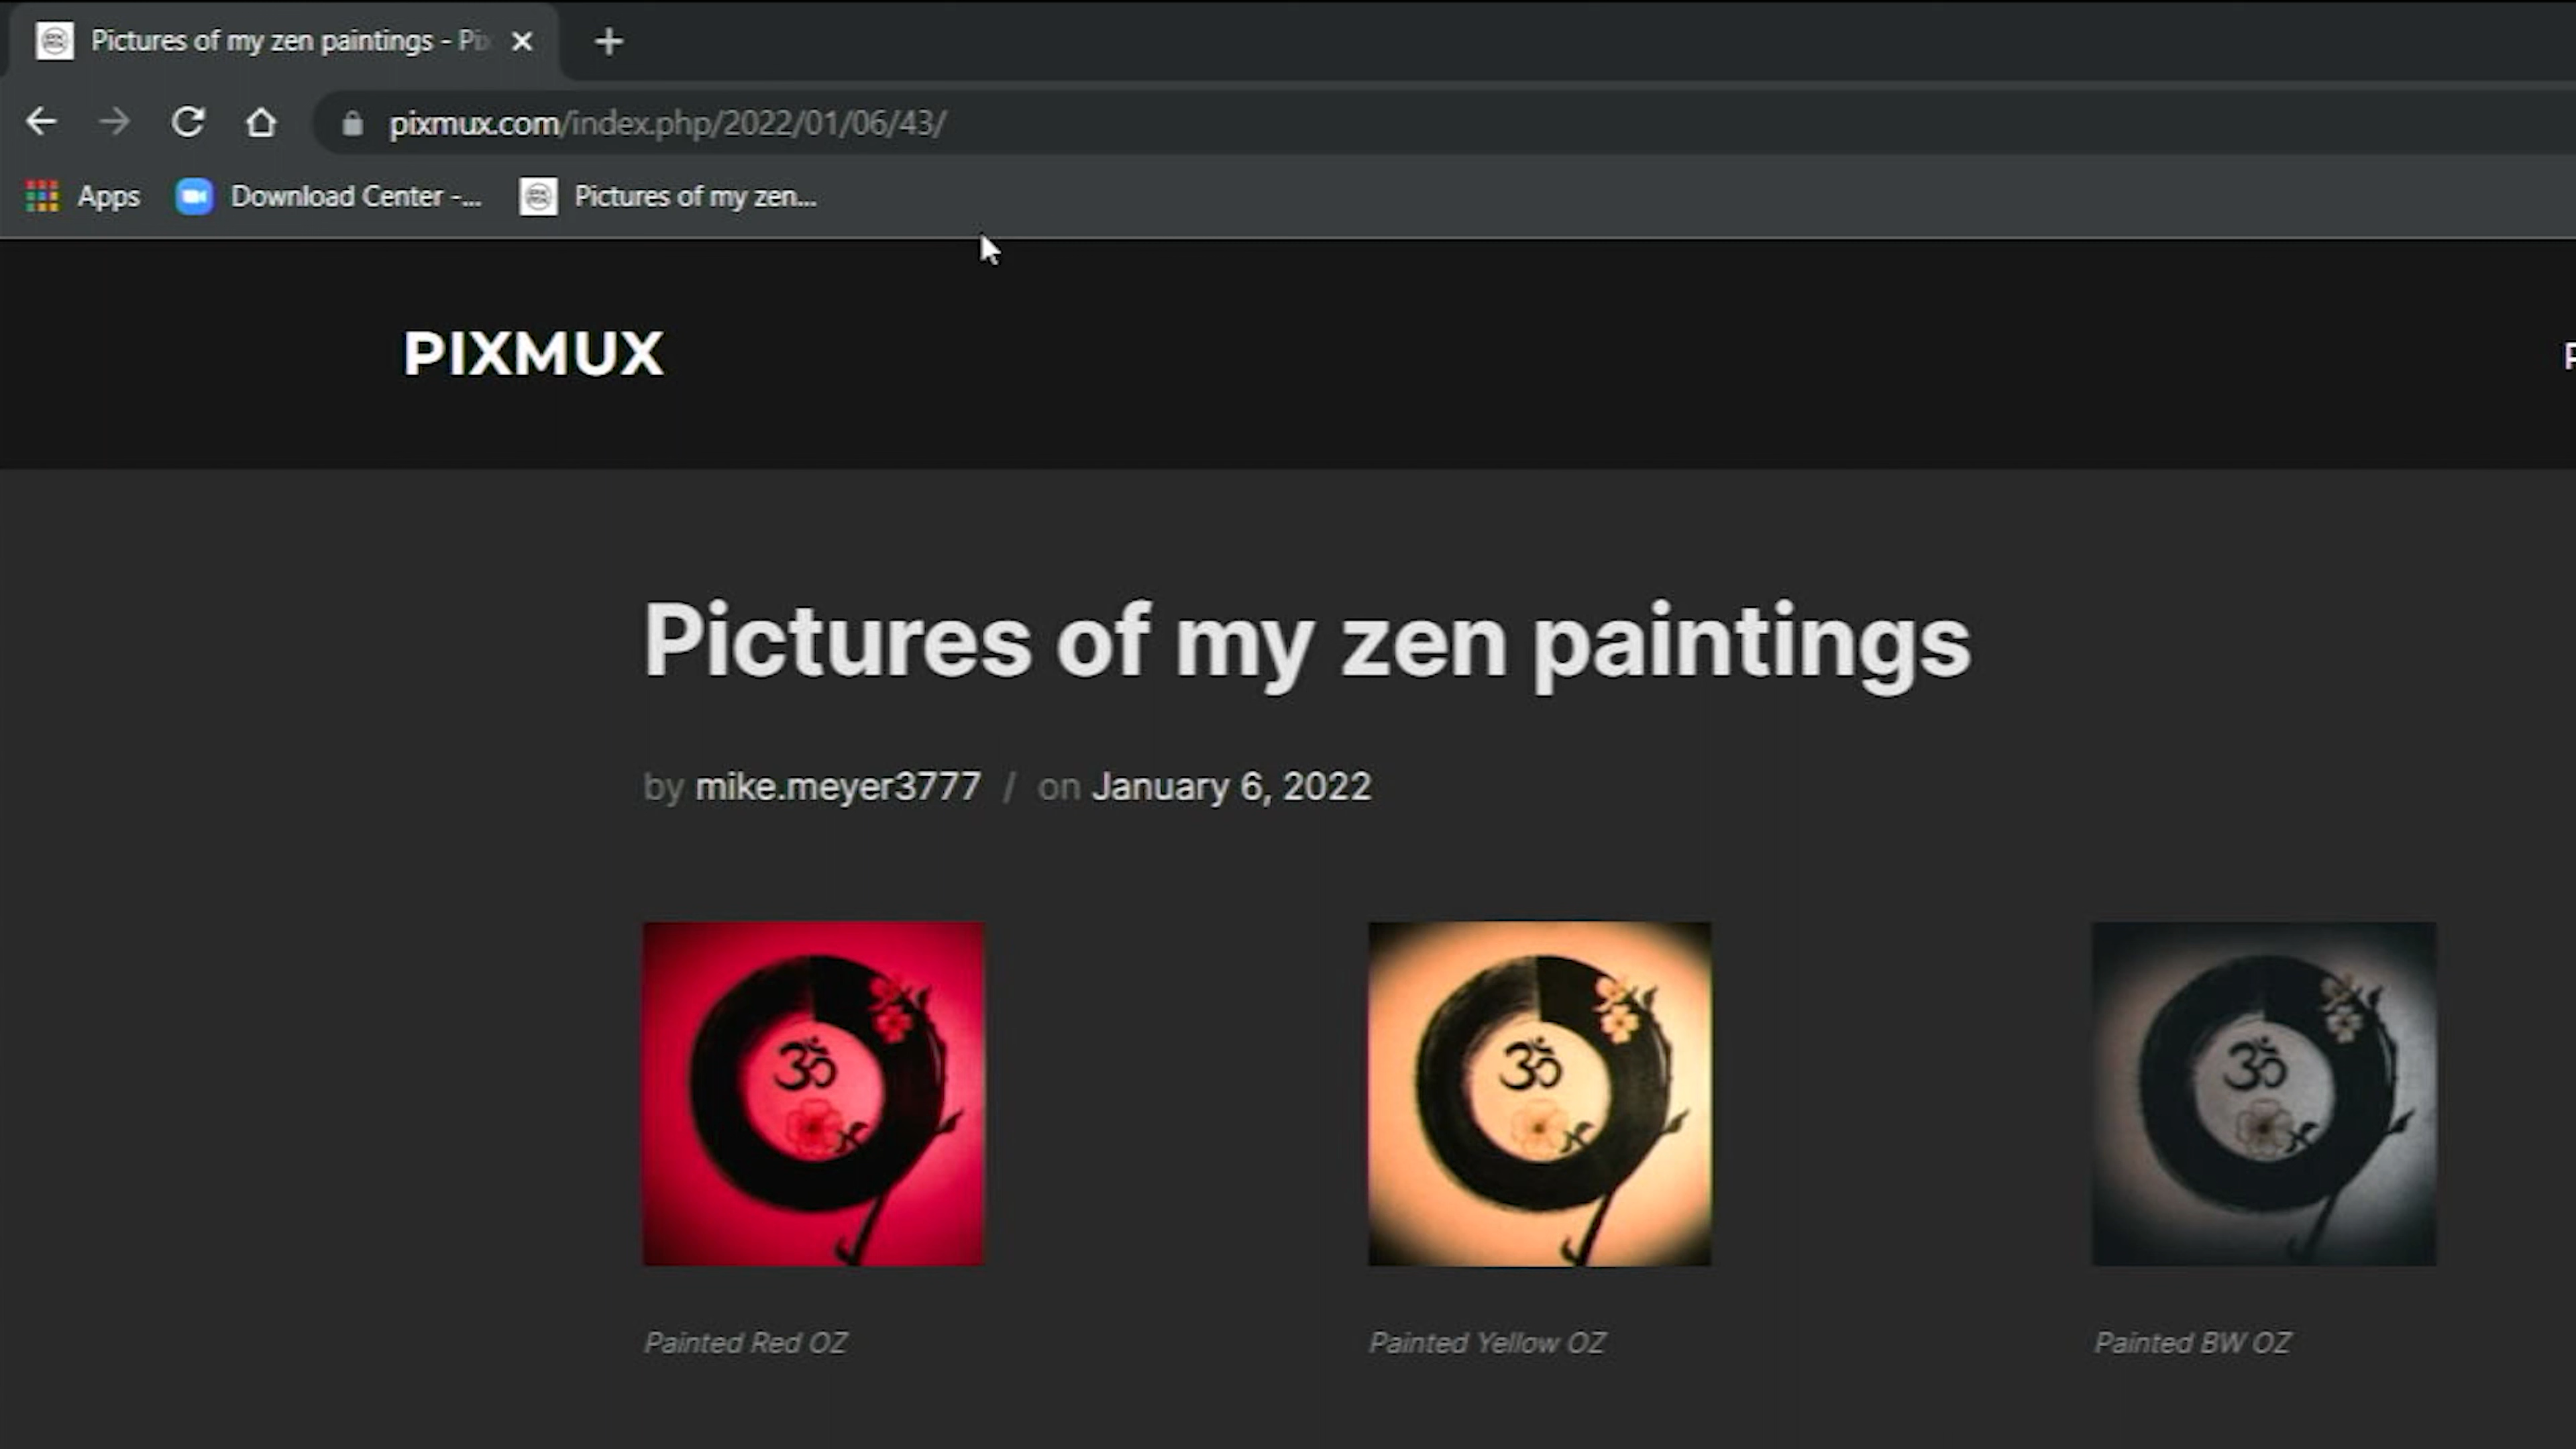 Pictures of my zen paintings - Pix
pixmux.com/index.php/2022/01/06/43/
Apps Download Center -... Pictures of my zen...
PIXMUX
Pictures of my zen paintings
by mike.meyer3777 / on January 6, 2022
ॐ ॐ ॐ
Painted Red OZ Painted Yellow OZ Painted BW OZ